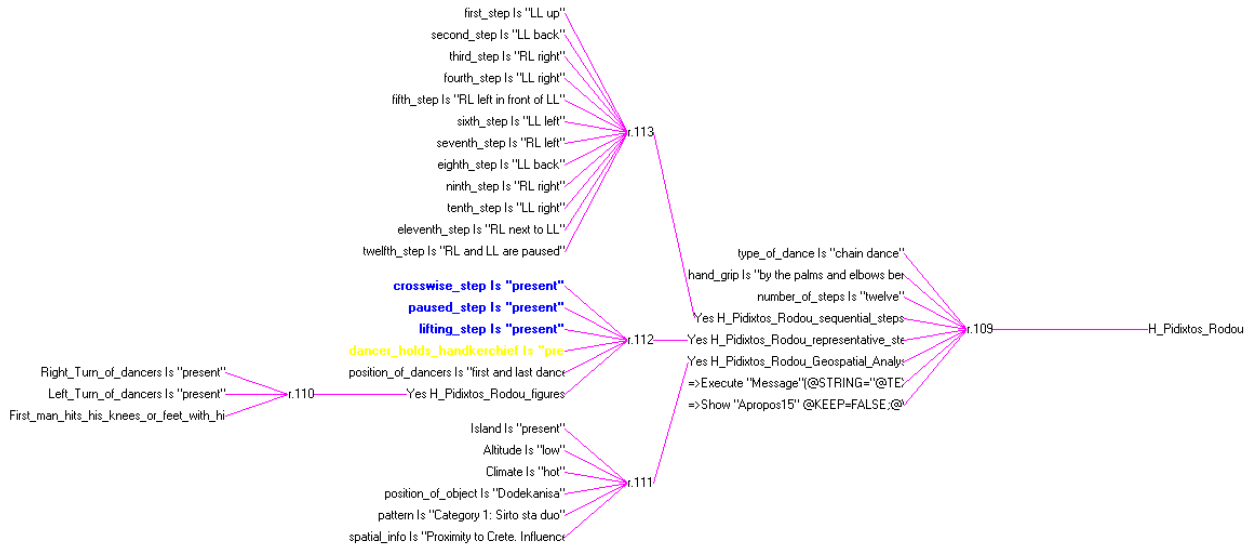 first_step Is "LL up"
second_step Is "LL back"
third_step Is "RL right"
fourth_step Is "LL right"
fifth_step Is "RL left in front of LL"
sixth_step Is "LL left"
seventh_step Is "RL left"
eighth_step Is "LL back"
ninth_step Is "RL right"
tenth_step Is "LL right"
eleventh_step Is "RL next to LL"
twelfth_step Is "RL and LL are paused"
r.113
crosswise_step Is "present"
paused_step Is "present"
lifting_step Is "present"
dancer_holds_handkerchief Is "pre
position_of_dancers Is "first and last dance
Yes H_Pidixtos_Rodou_figures
r.112
Right_Turn_of_dancers Is "present"
Left_Turn_of_dancers Is "present"
First_man_hits_his_knees_or_feet_with_hi
r.110
Island Is "present"
Altitude Is "low"
Climate Is "hot"
position_of_object Is "Dodekanisa"
pattern Is "Category 1: Sirto sta duo"
spatial_info Is "Proximity to Crete. Influence
r.111
type_of_dance Is "chain dance"
hand_grip Is "by the palms and elbows ber
number_of_steps Is "twelve"
Yes H_Pidixtos_Rodou_sequential_steps
Yes H_Pidixtos_Rodou_representative_ste
Yes H_Pidixtos_Rodou_Geospatial_Analys
=>Execute "Message"(@STRING="@TE
=>Show "Apropos15" @KEEP=FALSE;@
r.109
H_Pidixtos_Rodou